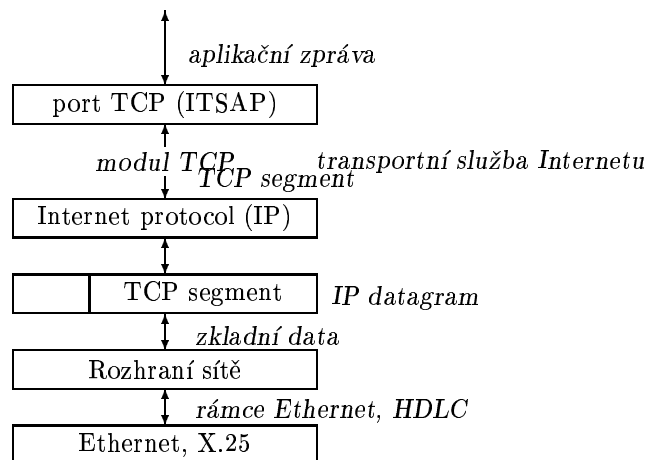 aplikační zpráva
port TCP (ITSAP)
modul TCP
transportní služba Internetu
TCP segment
Internet protocol (IP)
TCP segment
IP datagram
zkladní data
Rozhraní sítě
rámce Ethernet, HDLC
Ethernet, X.25